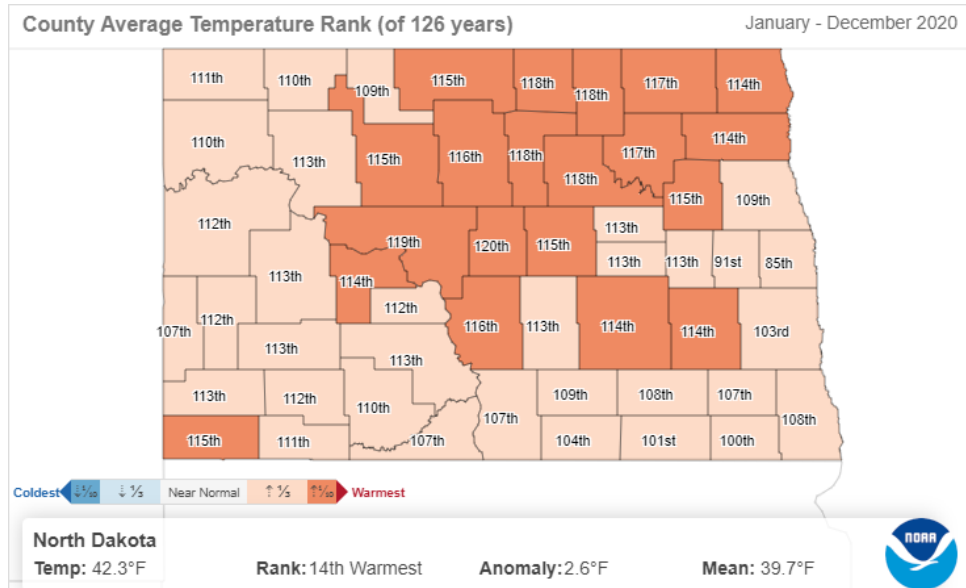 County Average Temperature Rank (of 126 years)
January - December 2020
111th 110th 109th 115th 118th 118th 117th 114th
110th 113th 115th 116th 118th 118th 117th 114th
112th 115th 109th
119th 120th 115th 113th
113th 114th 113th 113th 91st 85th
107th 112th 112th 116th 113th 114th 114th 103rd
113th 113th
113th 112th 110th 107th 109th 108th 107th 108th
115th 111th 107th 104th 101st 100th
Coldest ↓⅒ ↓ ⅓ Near Normal ↑ ⅓ ↑⅒ Warmest
North Dakota
Temp: 42.3°F Rank: 14th Warmest Anomaly: 2.6°F Mean: 39.7°F
NOAA